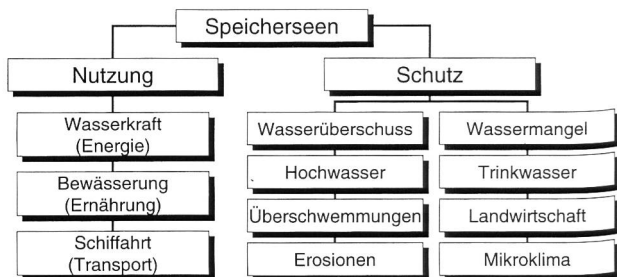 Speicherseen
Nutzung
Schutz
Wasserkraft
(Energie)
Bewässerung
(Ernährung)
Schiffahrt
(Transport)
Wasserüberschuss
Hochwasser
Überschwemmungen
Erosionen
Wassermangel
Trinkwasser
Landwirtschaft
Mikroklima